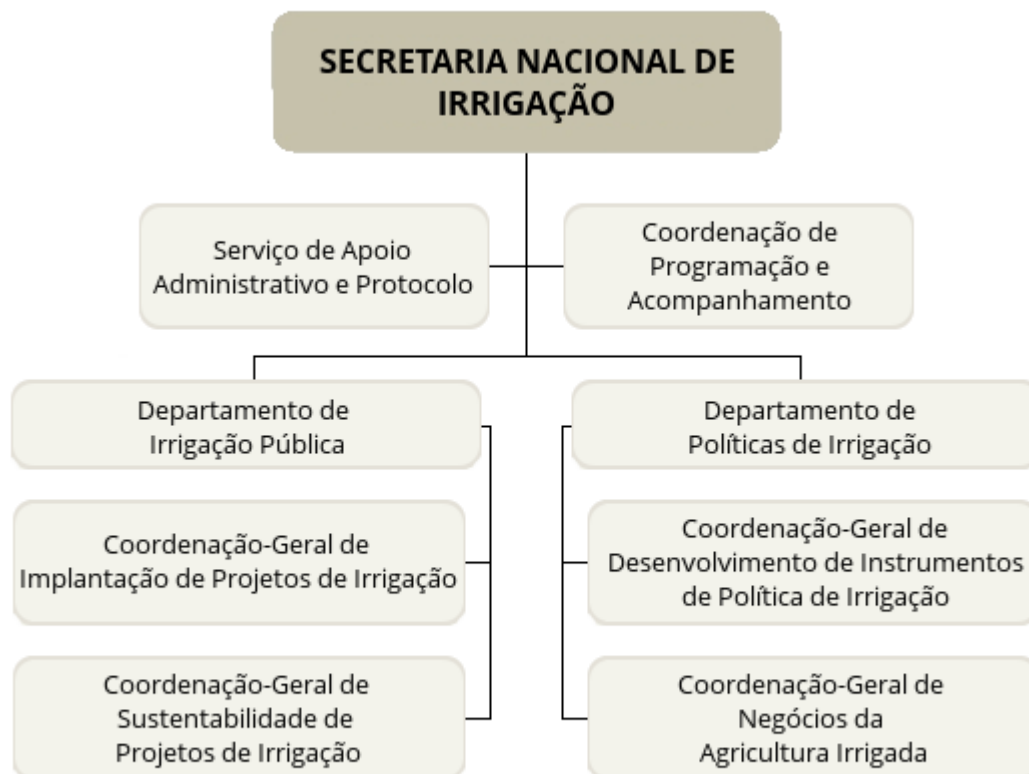 SECRETARIA NACIONAL DE
IRRIGAÇÃO
Serviço de Apoio
Administrativo e Protocolo
Coordenação de
Programação e
Acompanhamento
Departamento de
Irrigação Pública
Departamento de
Políticas de Irrigação
Coordenação-Geral de
Implantação de Projetos de Irrigação
Coordenação-Geral de
Desenvolvimento de Instrumentos
de Política de Irrigação
Coordenação-Geral de
Sustentabilidade de
Projetos de Irrigação
Coordenação-Geral de
Negócios da
Agricultura Irrigada